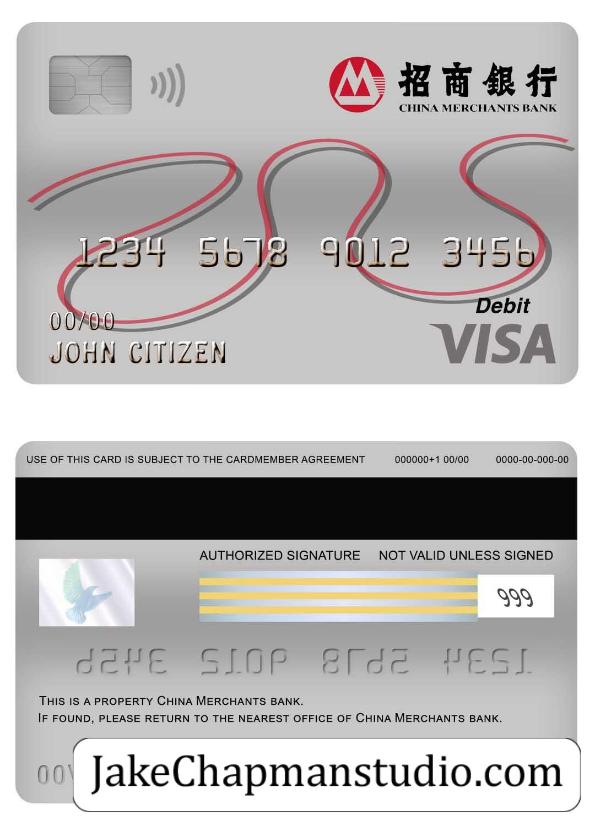 招商銀行
CHINA MERCHANTS BANK
1234 5678 9012 3456
Debit
00/00
VISA
JOHN CITIZEN
USE OF THIS CARD IS SUBJECT TO THE CARDMEMBER AGREEMENT 000000+1 00/00 0000-00-000-00
AUTHORIZED SIGNATURE NOT VALID UNLESS SIGNED
999
THIS IS A PROPERTY CHINA MERCHANTS BANK.
IF FOUND, PLEASE RETURN TO THE NEAREST OFFICE OF CHINA MERCHANTS BANK.
JakeChapmanstudio.com